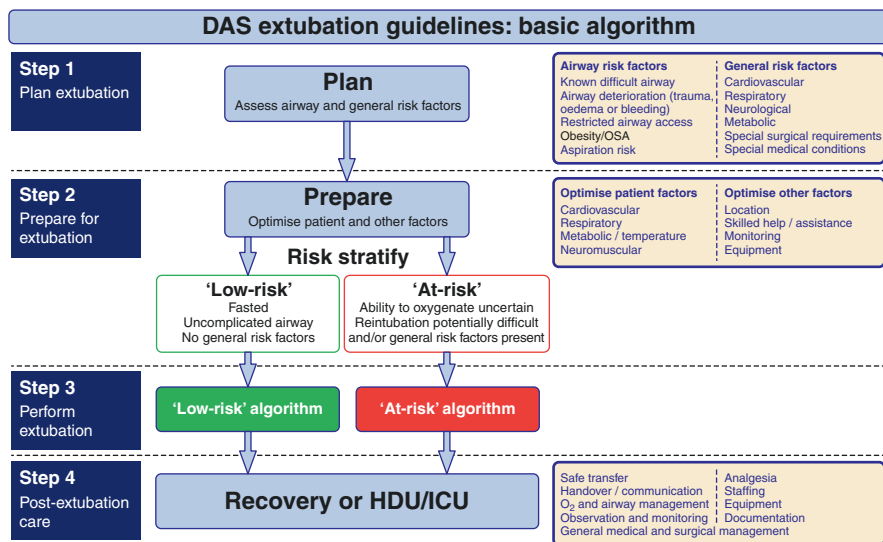 DAS extubation guidelines: basic algorithm
Step 1
Plan extubation
Plan
Assess airway and general risk factors
Airway risk factors
Known difficult airway
Airway deterioration (trauma,
oedema or bleeding)
Restricted airway access
Obesity/OSA
Aspiration risk
General risk factors
Cardiovascular
Respiratory
Neurological
Metabolic
Special surgical requirements
Special medical conditions
Step 2
Prepare for
extubation
Prepare
Optimise patient and other factors
Optimise patient factors
Cardiovascular
Respiratory
Metabolic / temperature
Neuromuscular
Optimise other factors
Location
Skilled help / assistance
Monitoring
Equipment
Risk stratify
‘Low-risk’
Fasted
Uncomplicated airway
No general risk factors
‘At-risk’
Ability to oxygenate uncertain
Reintubation potentially difficult
and/or general risk factors present
Step 3
Perform
extubation
‘Low-risk’ algorithm
‘At-risk’ algorithm
Step 4
Post-extubation
care
Recovery or HDU/ICU
Safe transfer
Handover / communication
O₂ and airway management
Observation and monitoring
General medical and surgical management
Analgesia
Staffing
Equipment
Documentation